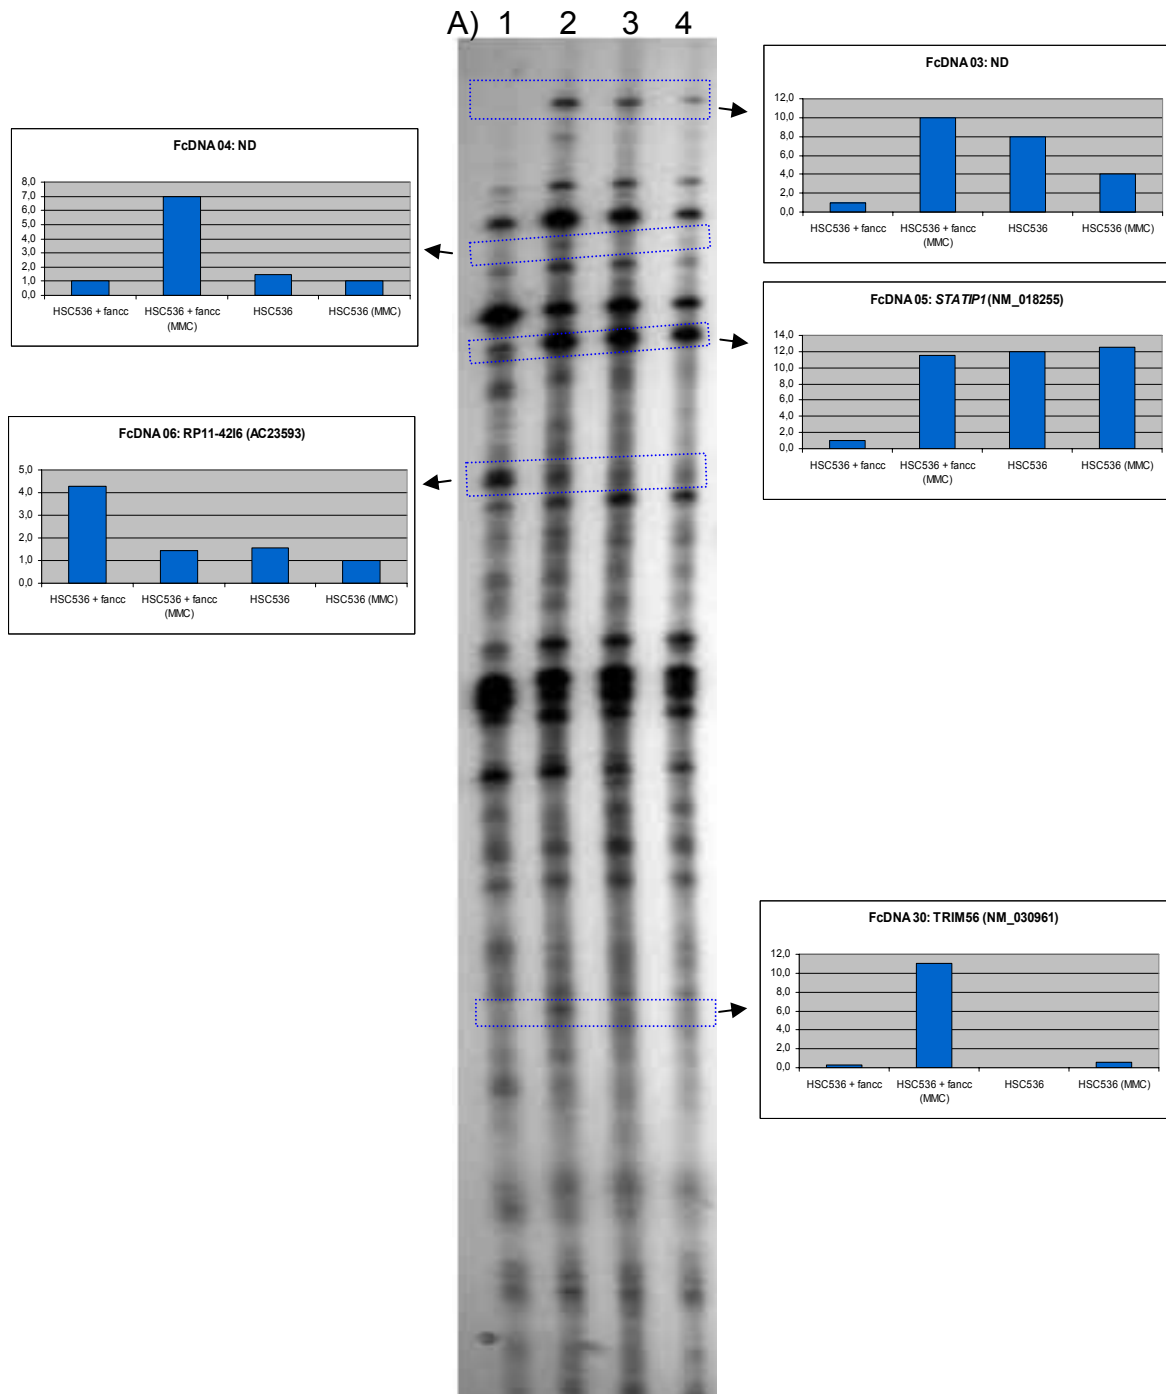 A) 1 2 3 4
FcDNA 03: ND
12,0
10,0
8,0
6,0
4,0
2,0
0,0
HSC536 + fancc
HSC536 + fancc
(MMC)
HSC536
HSC536 (MMC)
FcDNA 04: ND
8,0
7,0
6,0
5,0
4,0
3,0
2,0
1,0
0,0
HSC536 + fancc
HSC536 + fancc
(MMC)
HSC536
HSC536 (MMC)
FcDNA 05: STATIP1 (NM_018255)
14,0
12,0
10,0
8,0
6,0
4,0
2,0
0,0
HSC536 + fancc
HSC536 + fancc
(MMC)
HSC536
HSC536 (MMC)
FcDNA 06: RP11-42I6 (AC23593)
5,0
4,0
3,0
2,0
1,0
0,0
HSC536 + fancc
HSC536 + fancc
(MMC)
HSC536
HSC536 (MMC)
FcDNA 30: TRIM56 (NM_030961)
12,0
10,0
8,0
6,0
4,0
2,0
0,0
HSC536 + fancc
HSC536 + fancc
(MMC)
HSC536
HSC536 (MMC)